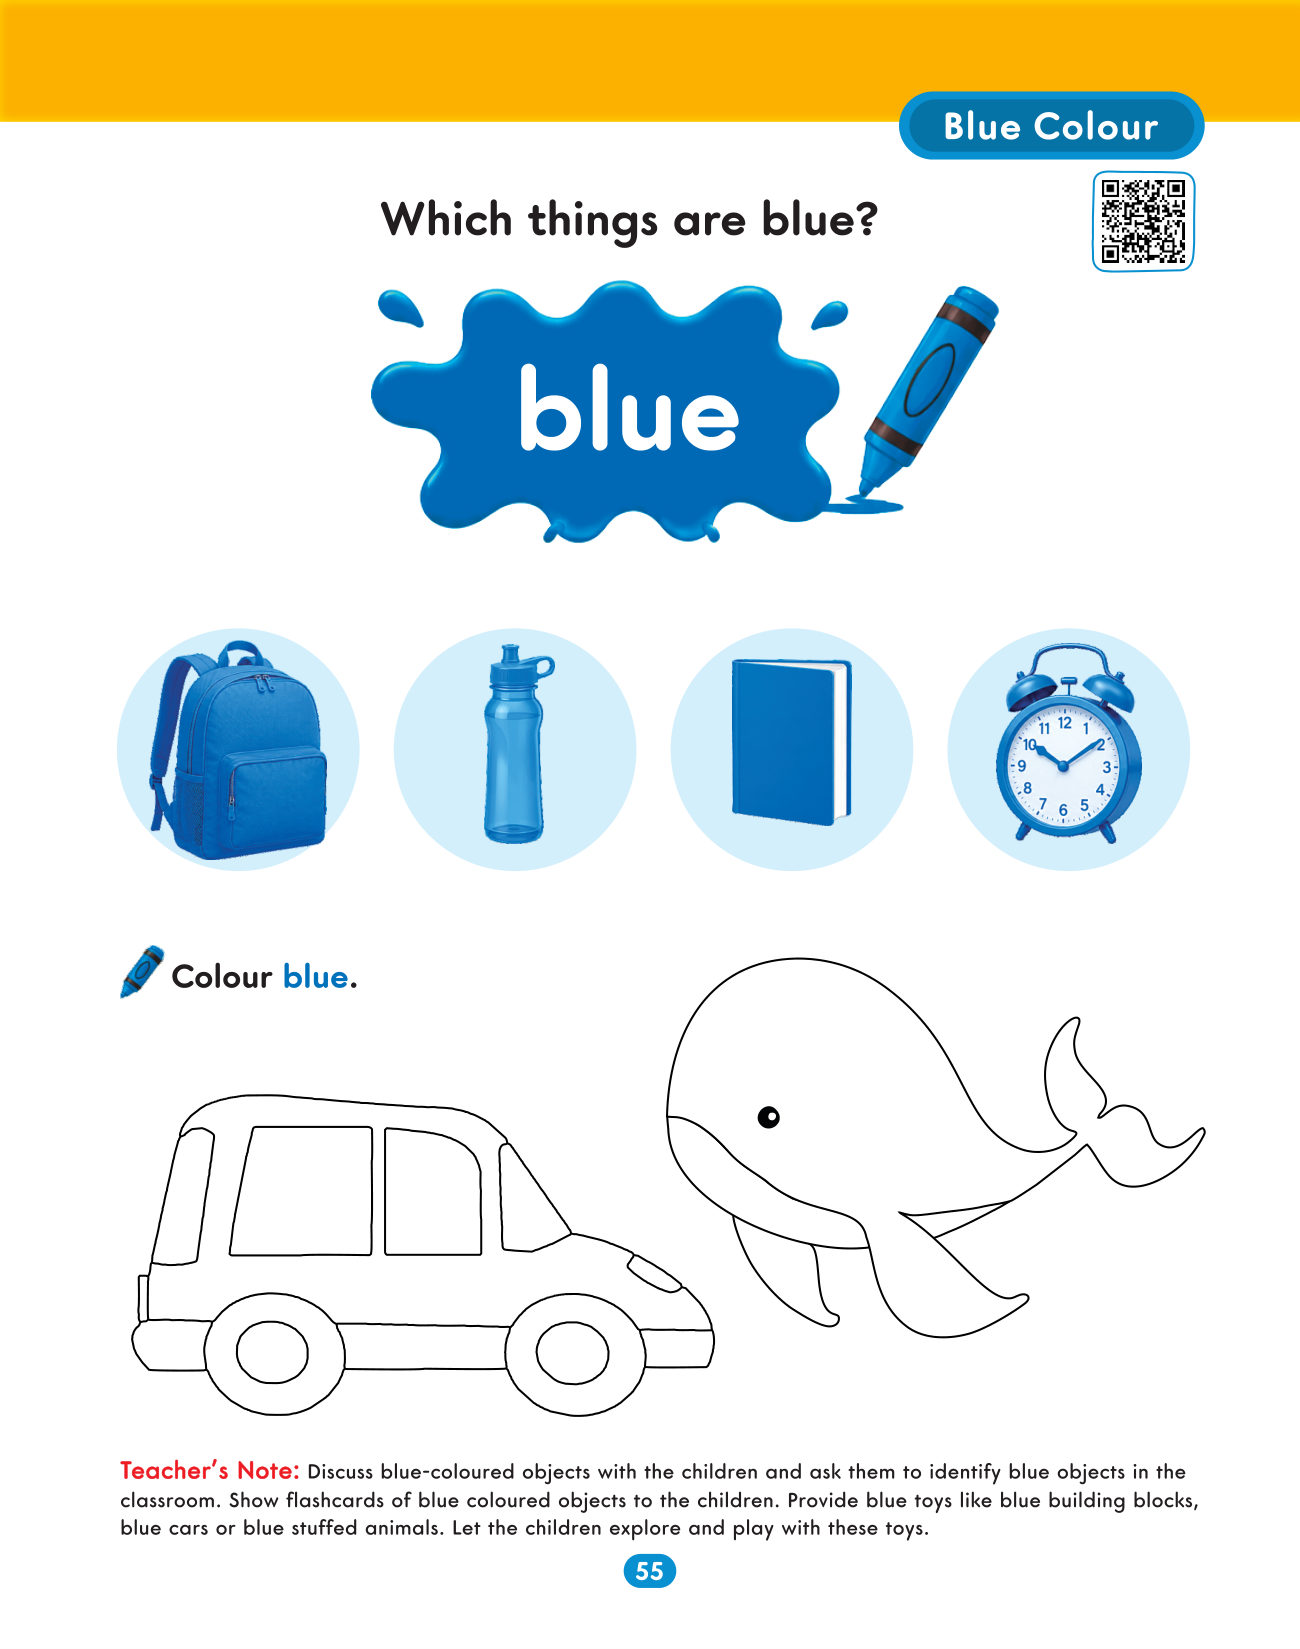 Blue Colour
Which things are blue?
blue
12
11
1
10
2
9
3
8
4
7
5
6
Colour blue.
Teacher's Note: Discuss blue-coloured objects with the children and ask them to identify blue objects in the
classroom. Show flashcards of blue coloured objects to the children. Provide blue toys like blue building blocks,
blue cars or blue stuffed animals. Let the children explore and play with these toys.
55